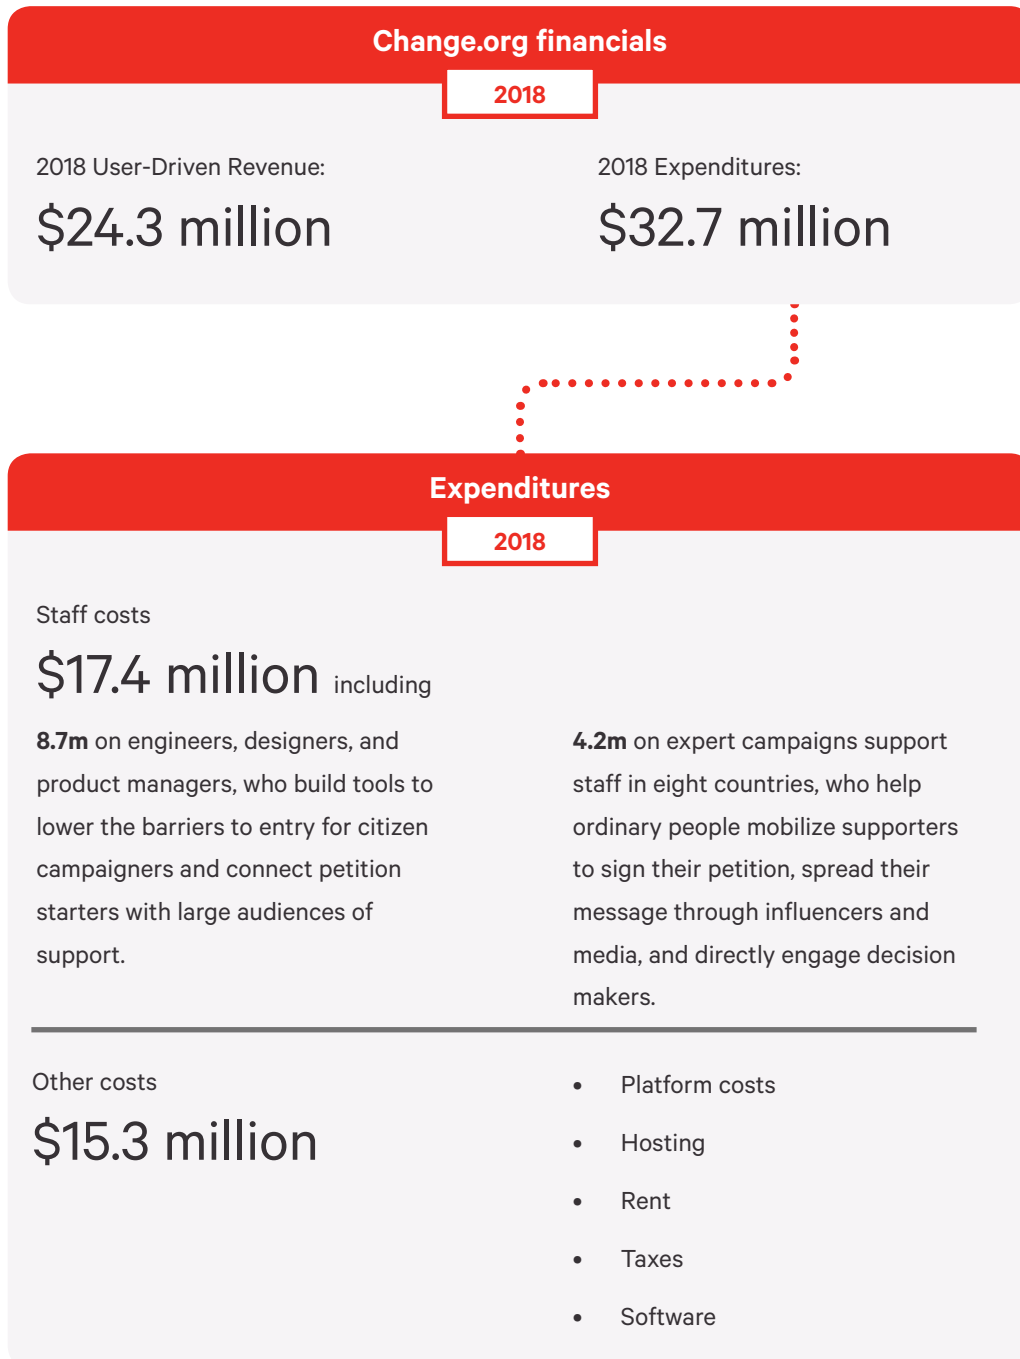 Change.org financials
2018
2018 User-Driven Revenue:
$24.3 million
2018 Expenditures:
$32.7 million
Expenditures
2018
Staff costs
$17.4 million including
8.7m on engineers, designers, and
product managers, who build tools to
lower the barriers to entry for citizen
campaigners and connect petition
starters with large audiences of
support.
4.2m on expert campaigns support
staff in eight countries, who help
ordinary people mobilize supporters
to sign their petition, spread their
message through influencers and
media, and directly engage decision
makers.
Other costs
$15.3 million
• Platform costs
• Hosting
• Rent
• Taxes
• Software